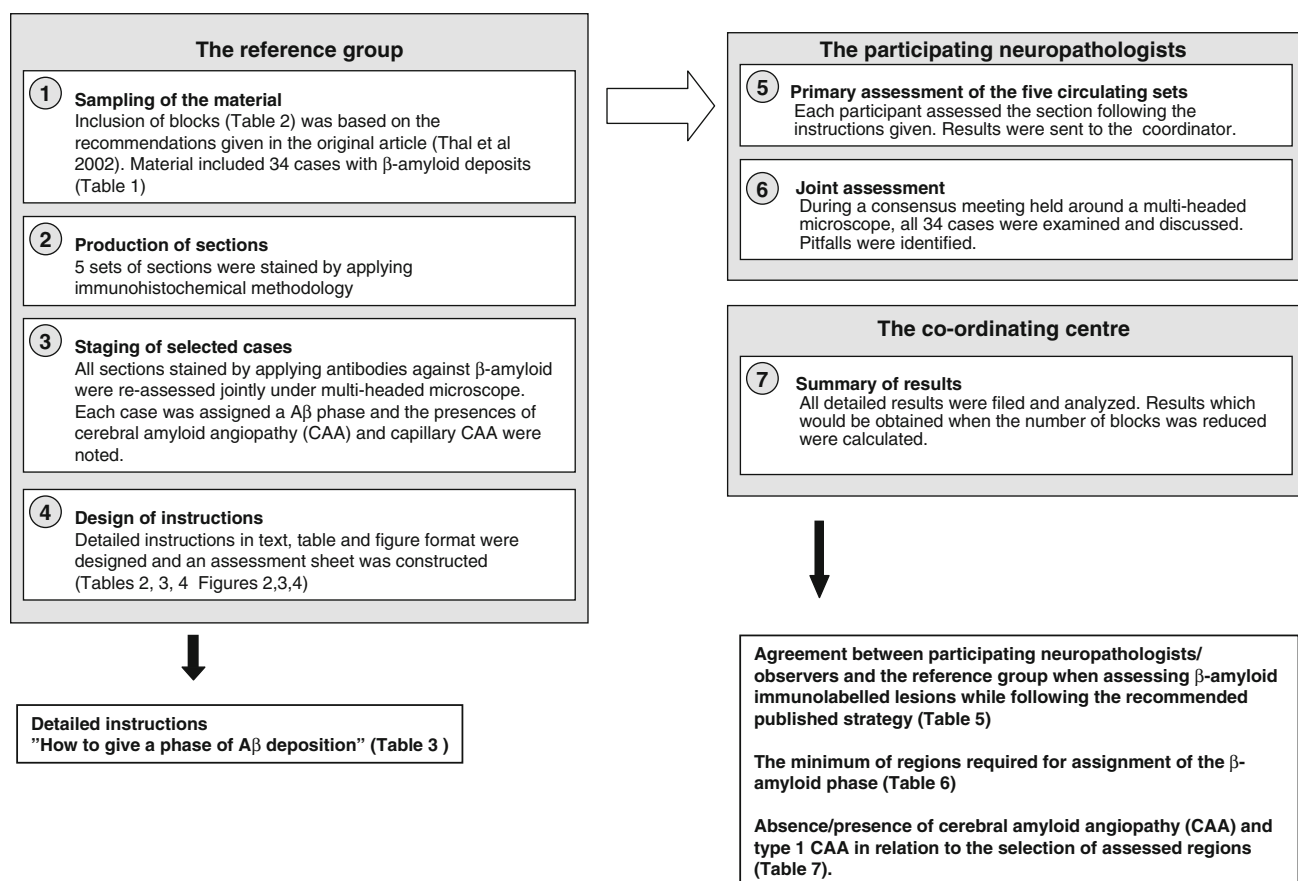 The reference group
1
Sampling of the material
Inclusion of blocks (Table 2) was based on the
recommendations given in the original article (Thal et al
2002). Material included 34 cases with β-amyloid deposits
(Table 1)
2
Production of sections
5 sets of sections were stained by applying
immunohistochemical methodology
3
Staging of selected cases
All sections stained by applying antibodies against β-amyloid
were re-assessed jointly under multi-headed microscope.
Each case was assigned a Aβ phase and the presences of
cerebral amyloid angiopathy (CAA) and capillary CAA were
noted.
4
Design of instructions
Detailed instructions in text, table and figure format were
designed and an assessment sheet was constructed
(Tables 2, 3, 4 Figures 2,3,4)
Detailed instructions
”How to give a phase of Aβ deposition” (Table 3 )
The participating neuropathologists
5
Primary assessment of the five circulating sets
Each participant assessed the section following the
instructions given. Results were sent to the coordinator.
6
Joint assessment
During a consensus meeting held around a multi-headed
microscope, all 34 cases were examined and discussed.
Pitfalls were identified.
The co-ordinating centre
7
Summary of results
All detailed results were filed and analyzed. Results which
would be obtained when the number of blocks was reduced
were calculated.
Agreement between participating neuropathologists/
observers and the reference group when assessing β-amyloid
immunolabelled lesions while following the recommended
published strategy (Table 5)
The minimum of regions required for assignment of the β-
amyloid phase (Table 6)
Absence/presence of cerebral amyloid angiopathy (CAA) and
type 1 CAA in relation to the selection of assessed regions
(Table 7).